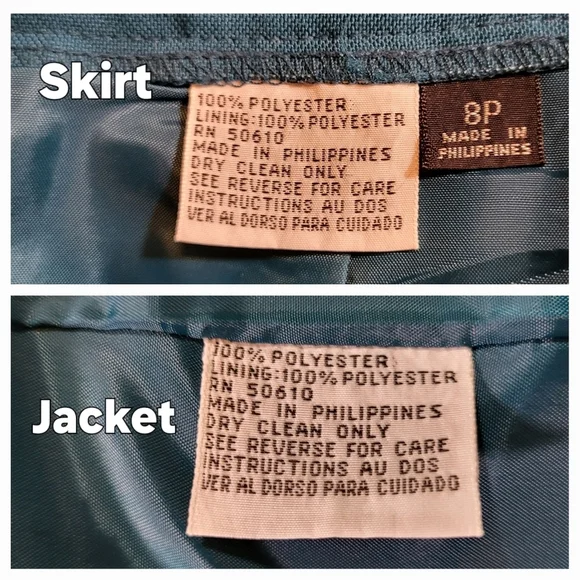 Skirt
100% POLYESTER
LINING:100% POLYESTER
RN 50610
MADE IN PHILIPPINES
DRY CLEAN ONLY
SEE REVERSE FOR CARE
INSTRUCTIONS AU DOS
VER AL DORSO PARA CUIDADO
8P
MADE IN
PHILIPPINES
Jacket
100% POLYESTER
LINING:100% POLYESTER
RN 50610
MADE IN PHILIPPINES
DRY CLEAN ONLY
SEE REVERSE FOR CARE
INSTRUCTIONS AU DOS
VER AL DORSO PARA CUIDADO